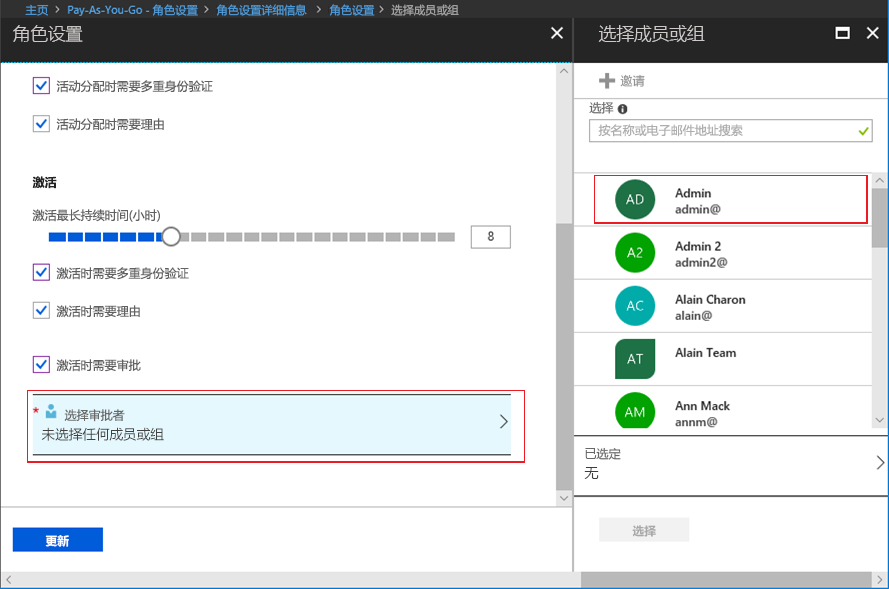 主页 > Pay-As-You-Go - 角色设置 > 角色设置详细信息 > 角色设置 > 选择成员或组
角色设置
活动分配时需要多重身份验证
活动分配时需要理由
激活
激活最长持续时间(小时)
8
激活时需要多重身份验证
激活时需要理由
激活时需要审批
* 选择审批者
未选择任何成员或组
更新
选择成员或组
邀请
选择
按名称或电子邮件地址搜索
AD
Admin
admin@
A2
Admin 2
admin2@
AC
Alain Charon
alain@
AT
Alain Team
AM
Ann Mack
annm@
已选定
无
选择